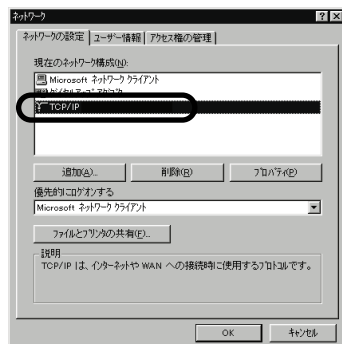 ネットワーク
ネットワークの設定 ユーザー情報 アクセス権の管理
現在のネットワーク構成(N):
Microsoft ネットワーク クライアント
TCP/IP
追加(A)... 削除(R) プロパティ(P)
優先的にログオンする
Microsoft ネットワーク クライアント
ファイルとプリンタの共有(F)...
説明
TCP/IP は、インターネットや WAN への接続時に使用するプロトコルです。
OK キャンセル